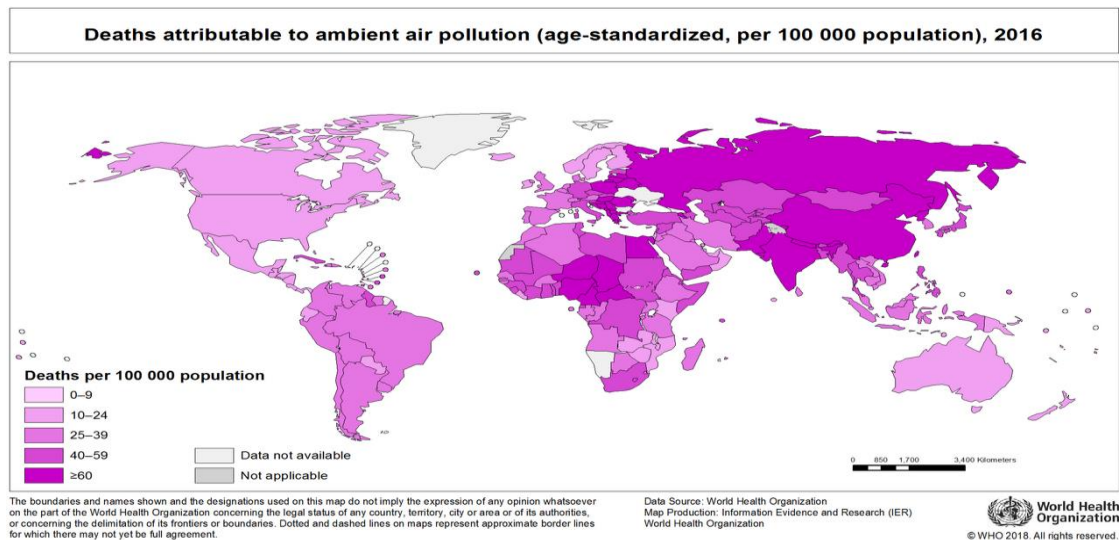 Deaths attributable to ambient air pollution (age-standardized, per 100 000 population), 2016
Deaths per 100 000 population
0–9
10–24
25–39
40–59
≥60
Data not available
Not applicable
0 850 1,700 3,400 Kilometers
The boundaries and names shown and the designations used on this map do not imply the expression of any opinion whatsoever
on the part of the World Health Organization concerning the legal status of any country, territory, city or area or of its authorities,
or concerning the delimitation of its frontiers or boundaries. Dotted and dashed lines on maps represent approximate border lines
for which there may not yet be full agreement.
Data Source: World Health Organization
Map Production: Information Evidence and Research (IER)
World Health Organization
World Health
Organization
© WHO 2018. All rights reserved.